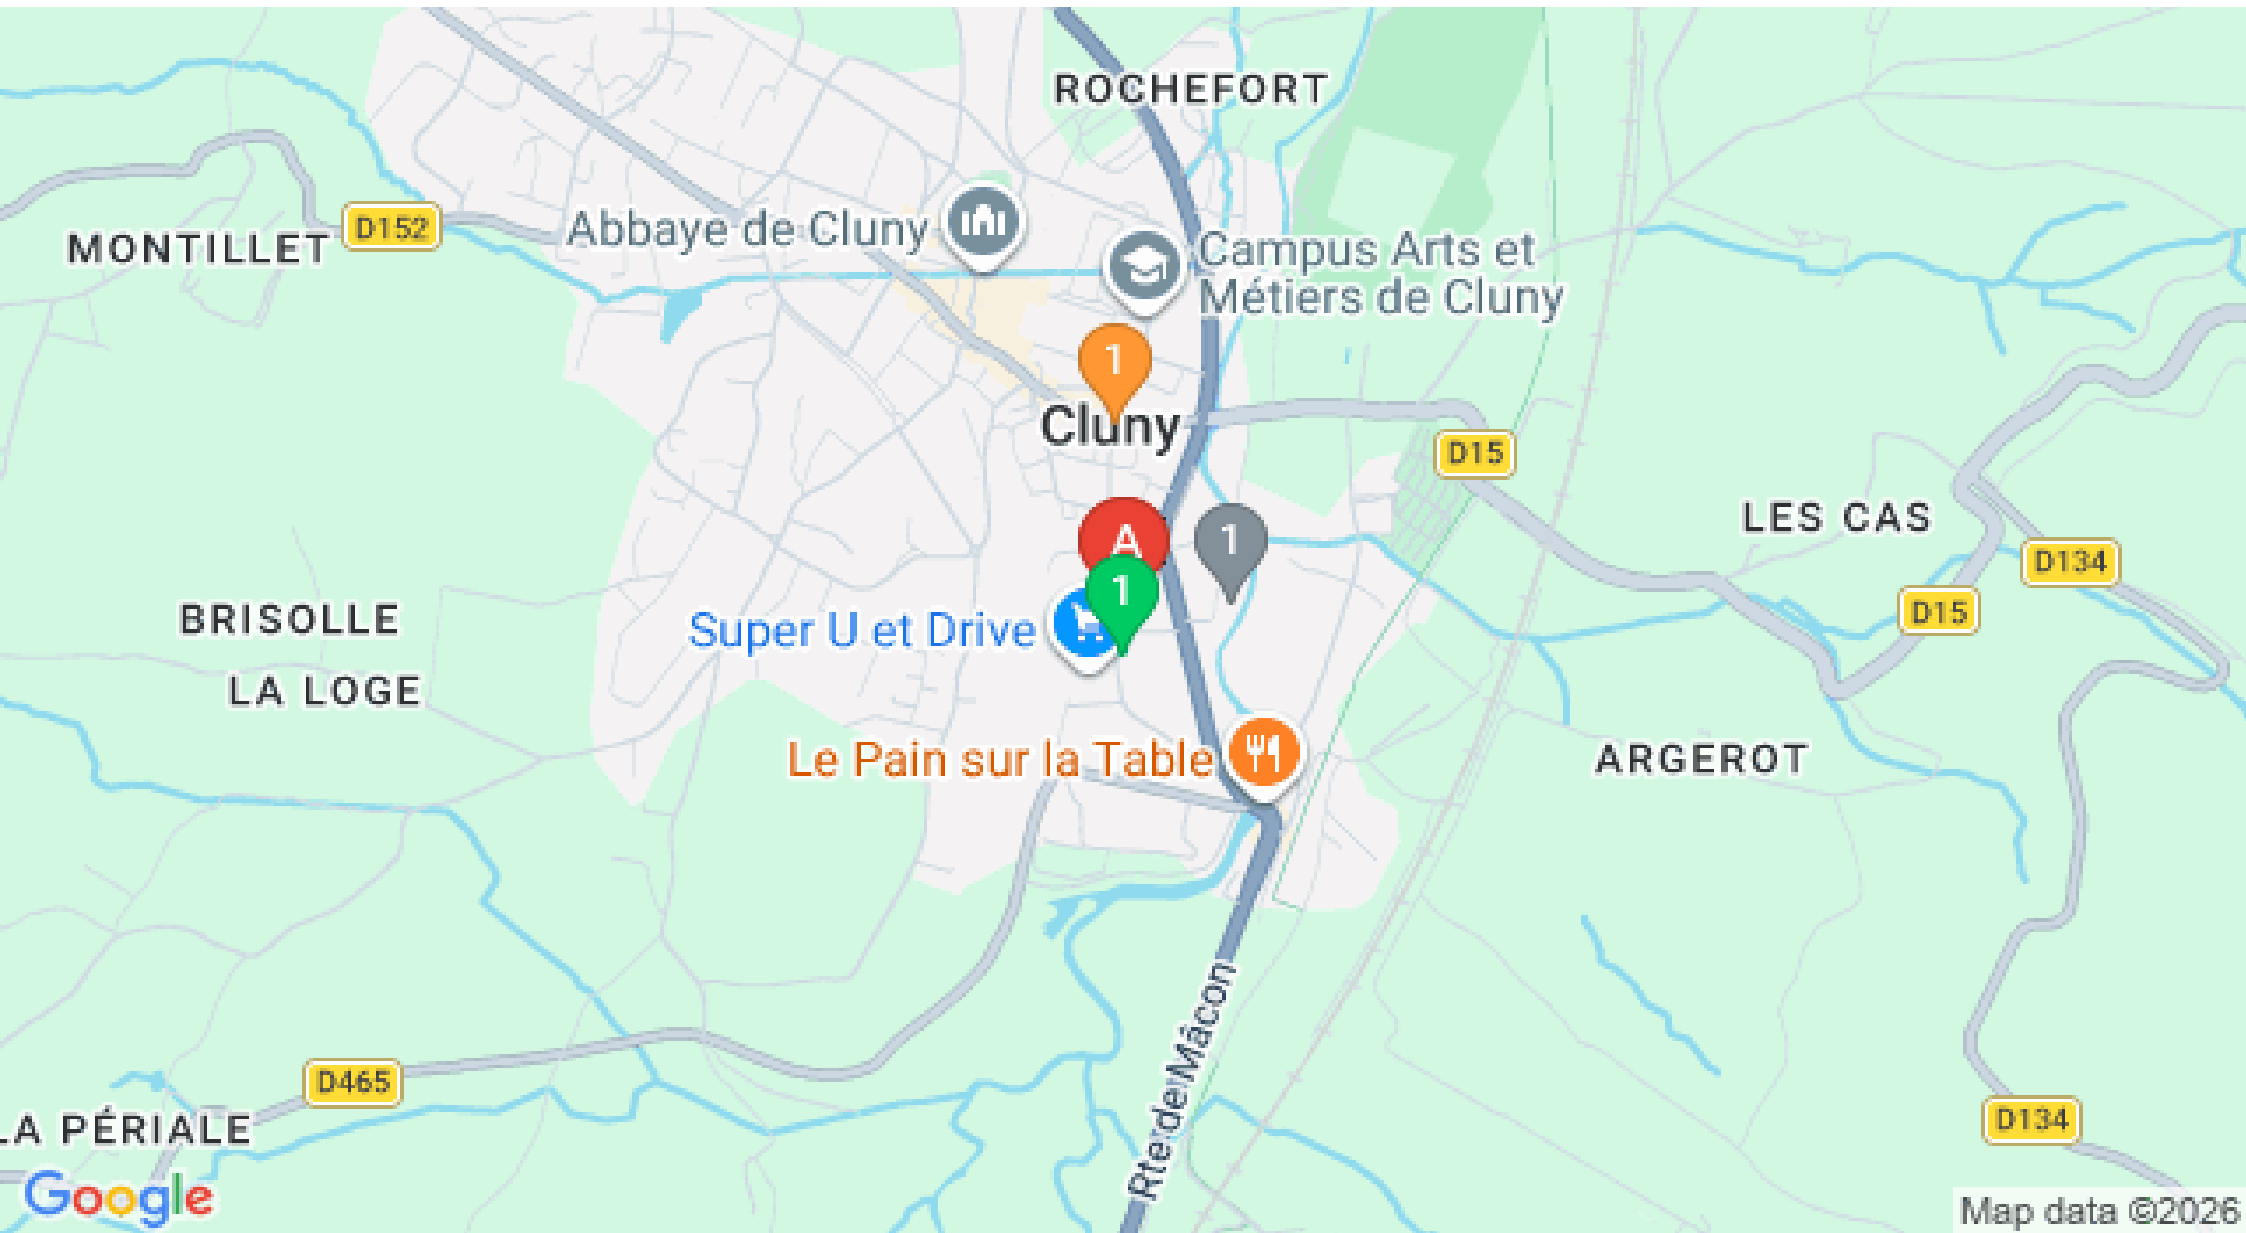 ROCHEFORT
D152
MONTILLET
Abbaye de Cluny
Campus Arts et
Métiers de Cluny
1
Cluny
D15
LES CAS
A
1
D134
1
D15
BRISOLLE
Super U et Drive
LA LOGE
Le Pain sur la Table
ARGEROT
Rte de Mâcon
D465
LA PÉRIALE
D134
Google
Map data ©2026